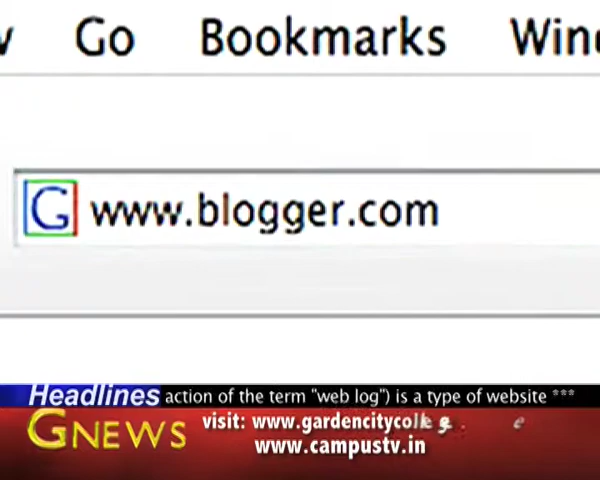 Go Bookmarks
G www.blogger.com
Headlines action of the term "web log") is a type of website ***
GNEWS visit:
www.campustv.in